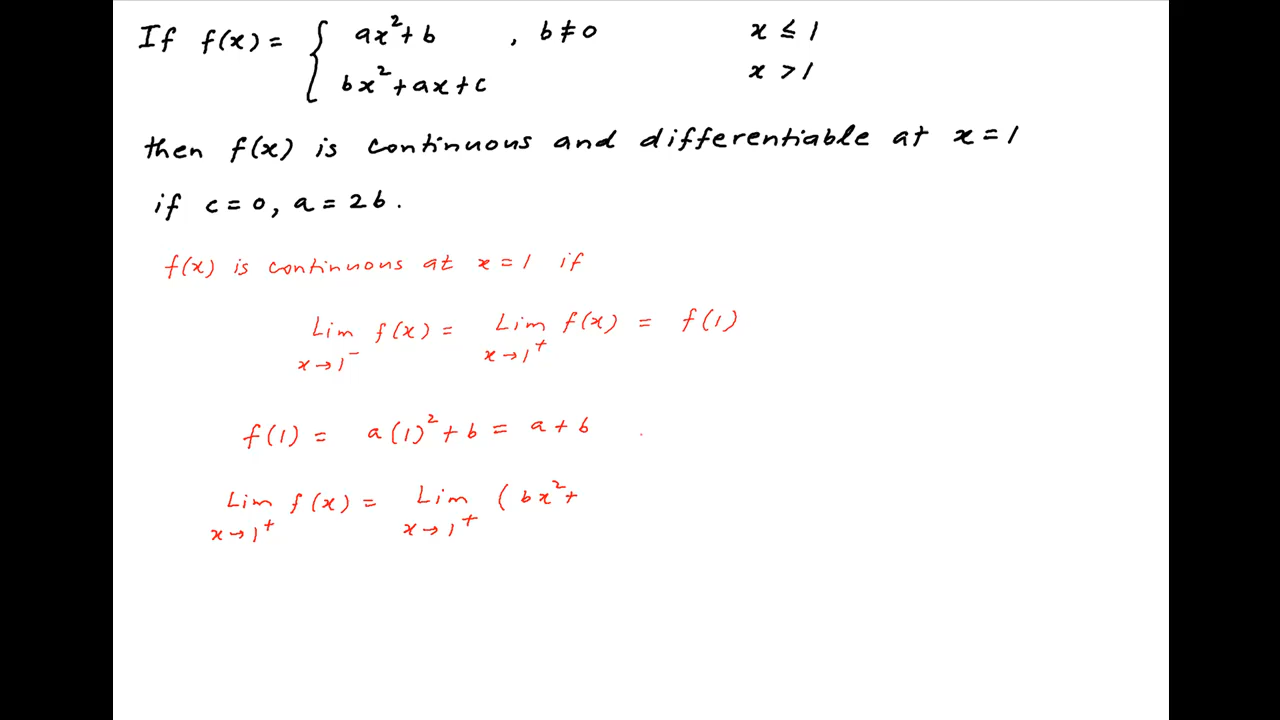 If f(x) = { ax² + b , b ≠ 0 x ≤ 1
bx² + ax + c x > 1
then f(x) is continuous and differentiable at x = 1
if c = 0, a = 2b.
f(x) is continuous at x = 1 if
Lim x→1⁻ f(x) = Lim x→1⁺ f(x) = f(1)
f(1) = a(1)² + b = a + b
Lim x→1⁺ f(x) = Lim x→1⁺ ( bx² +